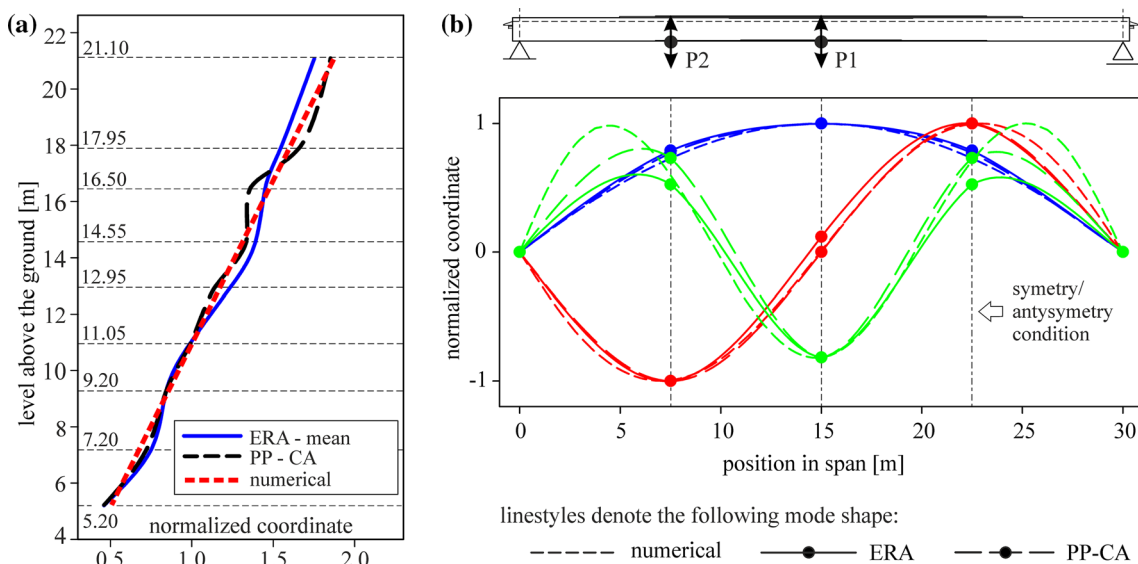 (a)
22
21.10
20
18
17.95
16.50
16
14.55
14
12.95
12
11.05
10
9.20
8
7.20
6
5.20
4
level above the ground [m]
ERA - mean
PP - CA
numerical
normalized coordinate
0.5
1.0
1.5
2.0
(b)
P2
P1
1
0
-1
normalized coordinate
symetry/
antysymetry
condition
0
5
10
15
20
25
30
position in span [m]
linestyles denote the following mode shape:
numerical
ERA
PP-CA